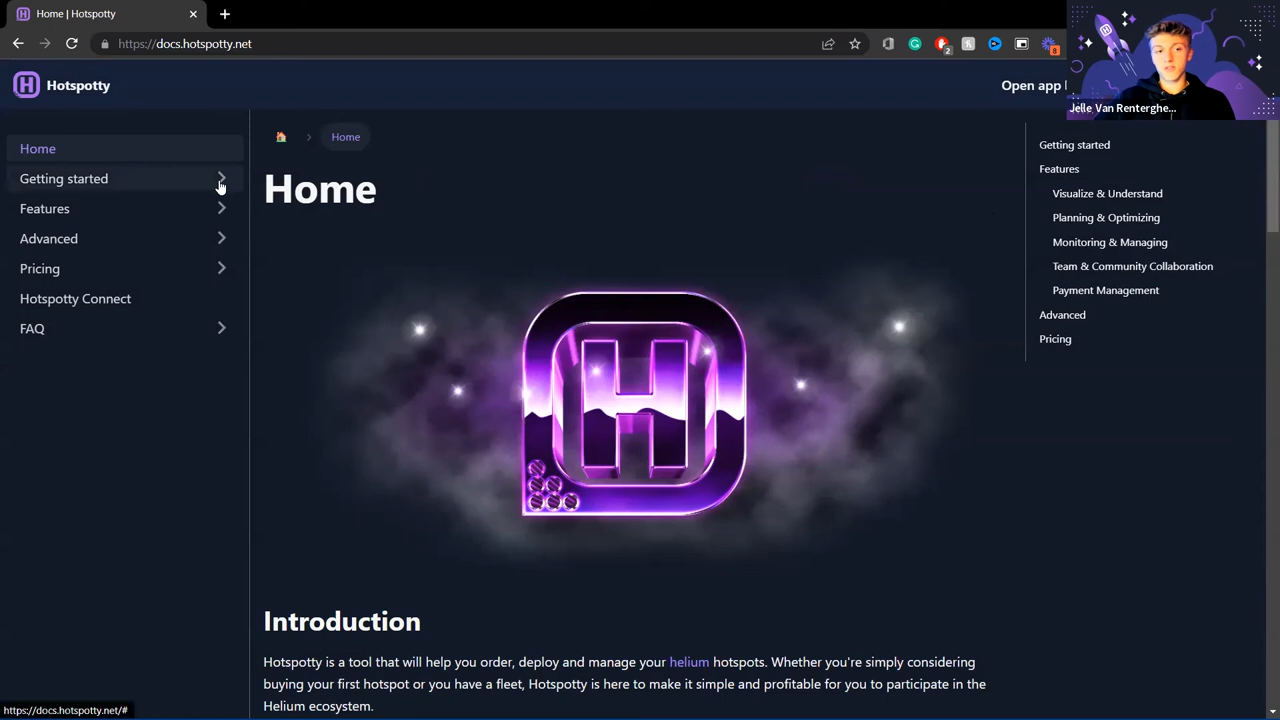 Home | Hotspotty
https://docs.hotspotty.net
2
8
Hotspotty
Open app
Jelle Van Renterghe...
Home
Getting started
Features
Advanced
Pricing
Hotspotty Connect
FAQ
Home
Home
H
Introduction
Hotspotty is a tool that will help you order, deploy and manage your helium hotspots. Whether you're simply considering
buying your first hotspot or you have a fleet, Hotspotty is here to make it simple and profitable for you to participate in the
Helium ecosystem.
Getting started
Features
Visualize & Understand
Planning & Optimizing
Monitoring & Managing
Team & Community Collaboration
Payment Management
Advanced
Pricing
https://docs.hotspotty.net/#